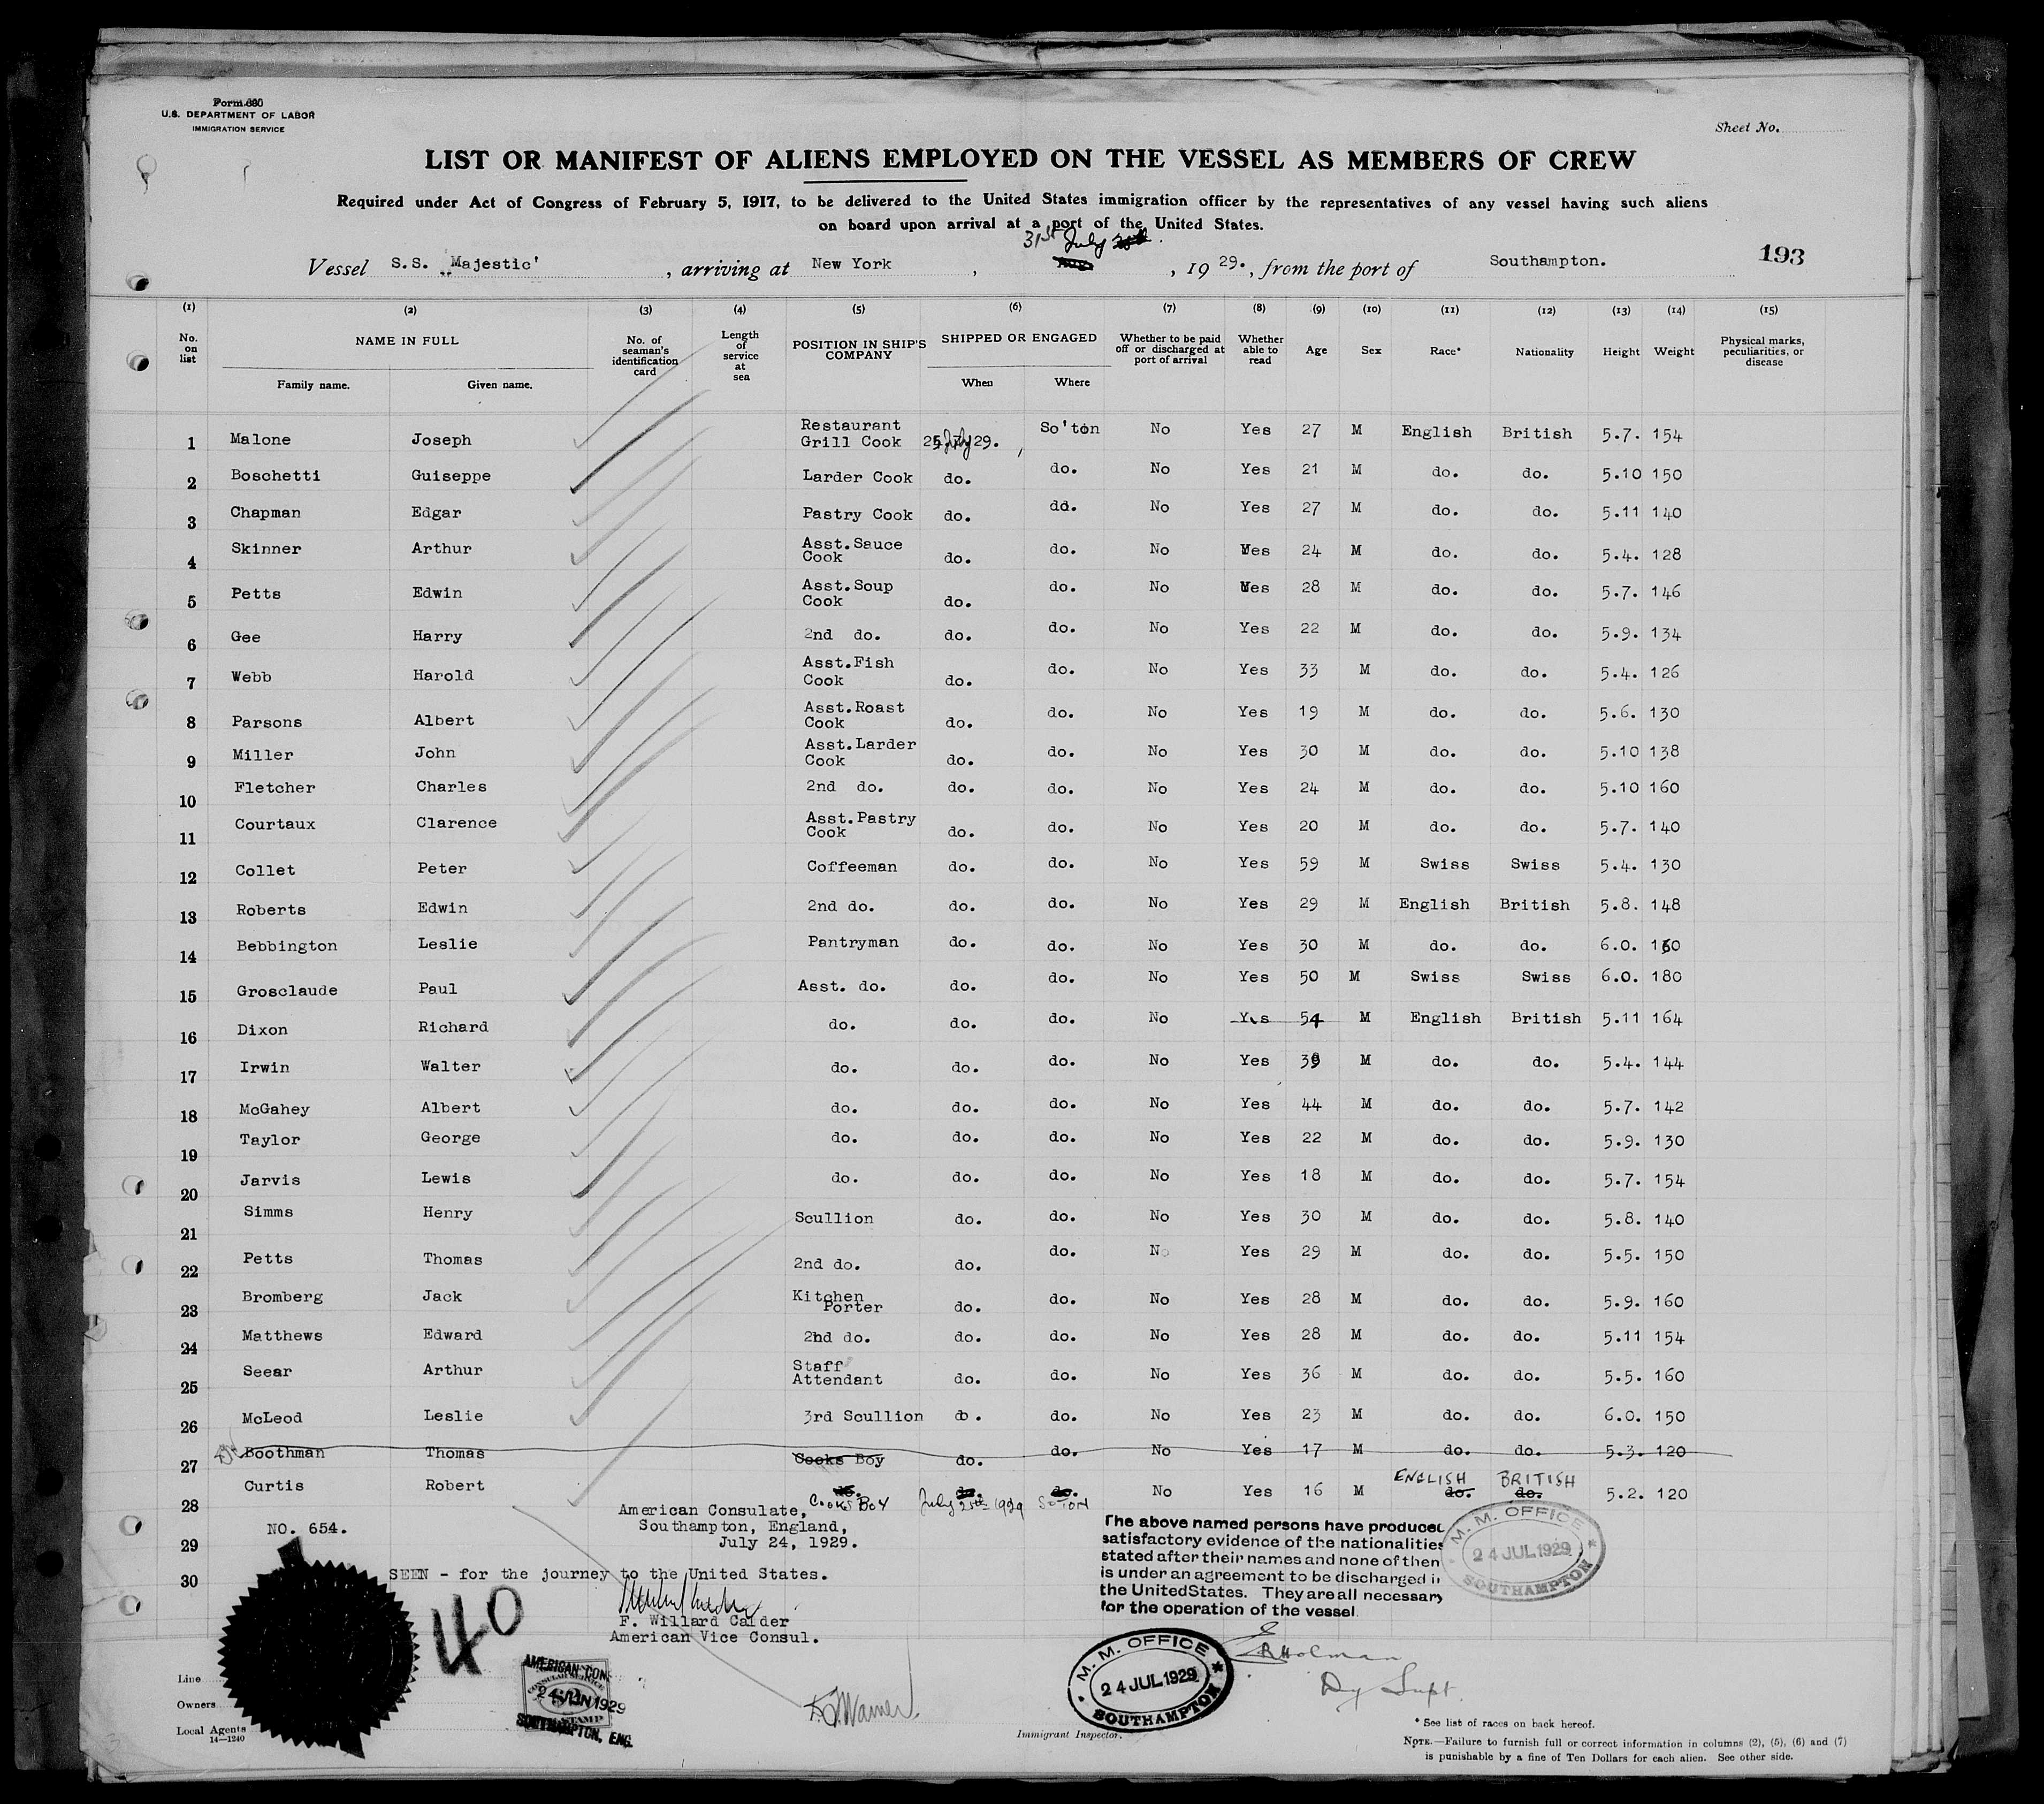 Form 680
U.S. DEPARTMENT OF LABOR
IMMIGRATION SERVICE
Sheet No.
LIST OR MANIFEST OF ALIENS EMPLOYED ON THE VESSEL AS MEMBERS OF CREW
Required under Act of Congress of February 5, 1917, to be delivered to the United States immigration officer by the representatives of any vessel having such aliens
on board upon arrival at a port of the United States.
31st July
Vessel S.S. "Majestic' , arriving at New York , , 19 29. , from the port of Southampton. 193
(1) (2) (3) (4) (5) (6) (7) (8) (9) (10) (11) (12) (13) (14) (15)
No. on list NAME IN FULL Family name. Given name. No. of seaman's identification card Length of service at sea POSITION IN SHIP'S COMPANY SHIPPED OR ENGAGED When Where Whether to be paid off or discharged at port of arrival Whether able to read Age Sex Race* Nationality Height Weight Physical marks, peculiarities, or disease
1 Malone Joseph Restaurant Grill Cook 25 July 29. So'ton No Yes 27 M English British 5.7. 154
2 Boschetti Guiseppe Larder Cook do. do. No Yes 21 M do. do. 5.10 150
3 Chapman Edgar Pastry Cook do. do. No Yes 27 M do. do. 5.11 140
4 Skinner Arthur Asst.Sauce Cook do. do. No Yes 24 M do. do. 5.4. 128
5 Petts Edwin Asst.Soup Cook do. do. No Yes 28 M do. do. 5.7. 146
6 Gee Harry 2nd do. do. do. No Yes 22 M do. do. 5.9. 134
7 Webb Harold Asst.Fish Cook do. do. No Yes 33 M do. do. 5.4. 126
8 Parsons Albert Asst.Roast Cook do. do. No Yes 19 M do. do. 5.6. 130
9 Miller John Asst.Larder Cook do. do. No Yes 30 M do. do. 5.10 138
10 Fletcher Charles 2nd do. do. do. No Yes 24 M do. do. 5.10 160
11 Courtaux Clarence Asst.Pastry Cook do. do. No Yes 20 M do. do. 5.7. 140
12 Collet Peter Coffeeman do. do. No Yes 59 M Swiss Swiss 5.4. 130
13 Roberts Edwin 2nd do. do. do. No Yes 29 M English British 5.8. 148
14 Bebbington Leslie Pantryman do. do. No Yes 30 M do. do. 6.0.
15 Grosclaude Paul Asst. do. do. do. No Yes 50 M Swiss Swiss 6.0. 180
16 Dixon Richard do. do. do. No Yes 54 M English British 5.11 164
17 Irwin Walter do. do. do. No Yes 39 M do. do. 5.4. 144
18 McGahey Albert do. do. do. No Yes 44 M do. do. 5.7. 142
19 Taylor George do. do. do. No Yes 22 M do. do. 5.9. 130
20 Jarvis Lewis do. do. do. No Yes 18 M do. do. 5.7. 154
21 Simms Henry Scullion do. do. No Yes 30 M do. do. 5.8. 140
22 Petts Thomas 2nd do. do. do. No Yes 29 M do. do. 5.5. 150
23 Bromberg Jack Kitchen Porter do. do. No Yes 28 M do. do. 5.9. 160
24 Matthews Edward 2nd do. do. do. No Yes 28 M do. do. 5.11 154
25 Seear Arthur Staff Attendant do. do. No Yes 36 M do. do. 5.5. 160
26 McLeod Leslie 3rd Scullion do. do. No Yes 23 M do. do. 6.0. 150
27 Boothman Thomas Cooks Boy do. do. No Yes 17 M do. do. 5.3. 120
28 Curtis Robert do. Cooks Boy do. July 25th 1929 do. SOTON No Yes 16 M do. ENGLISH do. BRITISH 5.2. 120
29
30
NO. 654.
American Consulate,
Southampton, England,
July 24, 1929.
SEEN - for the journey to the United States.
F. Willard Calder
American Vice Consul.
40
The above named persons have produced
satisfactory evidence of the nationalities
stated after their names and none of them
is under an agreement to be discharged in
the United States. They are all necessary
for the operation of the vessel.
M. M. OFFICE
24 JUL 1929
SOUTHAMPTON
M. M. OFFICE
24 JUL 1929
SOUTHAMPTON
Holman
Dy Supt.
AMERICAN CON.
SOUTHAMPTON, ENG.
Line
Owners
Local Agents
14—1240
Immigrant Inspector.
* See list of races on back hereof.
NOTE.—Failure to furnish full or correct information in columns (2), (5), (6) and (7)
is punishable by a fine of Ten Dollars for each alien. See other side.